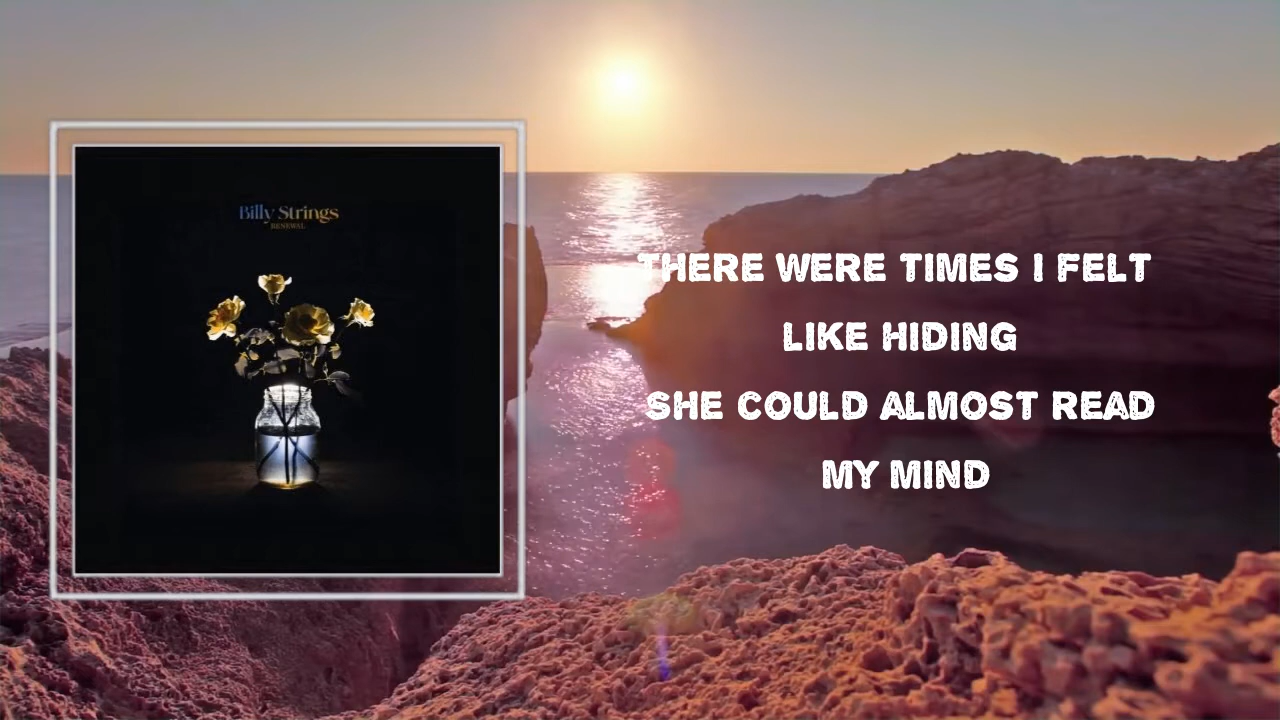 Billy Strings
RENEWAL
THERE WERE TIMES I FELT
LIKE HIDING
SHE COULD ALMOST READ
MY MIND